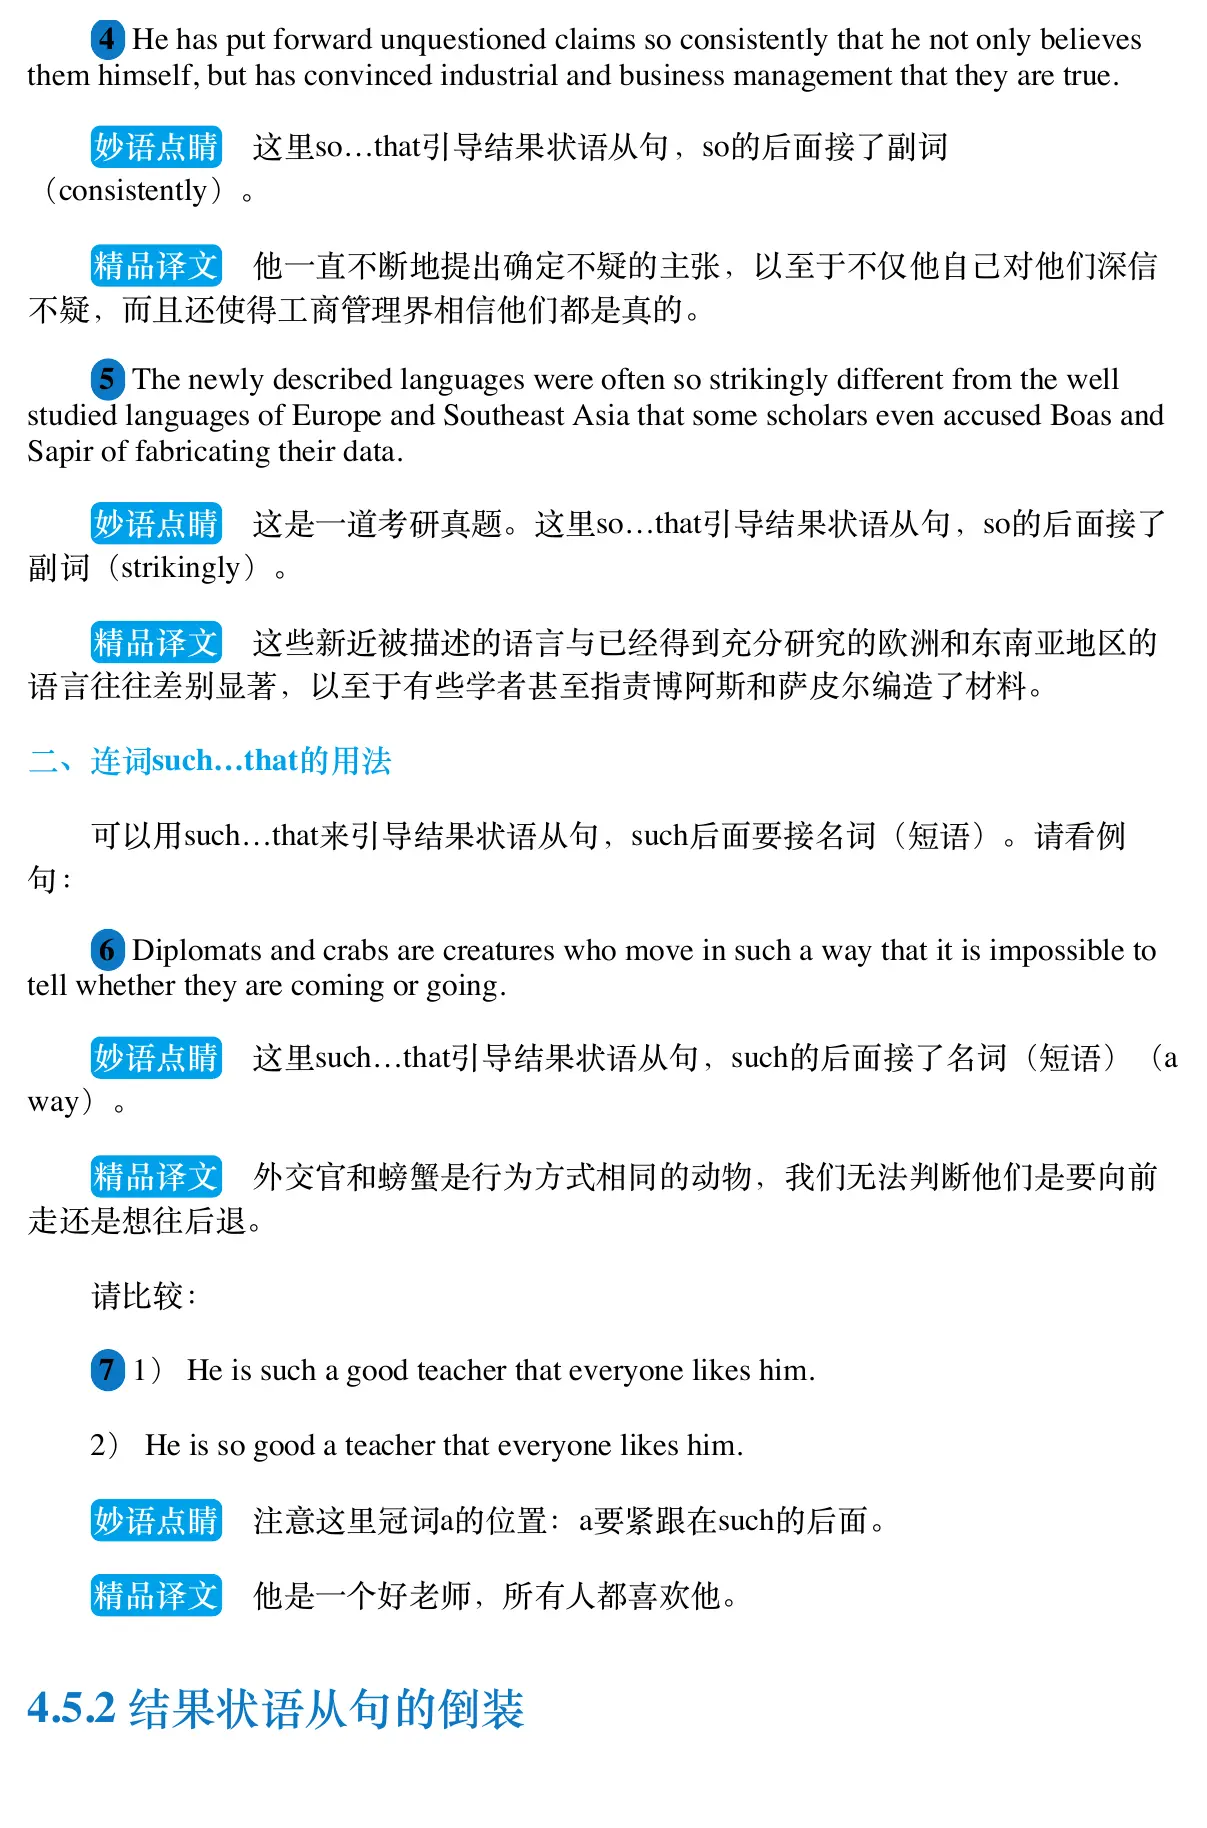 4 He has put forward unquestioned claims so consistently that he not only believes
them himself, but has convinced industrial and business management that they are true.
妙语点睛 这里so…that引导结果状语从句，so的后面接了副词
（consistently）。
精品译文 他一直不断地提出确定不疑的主张，以至于不仅他自己对他们深信
不疑，而且还使得工商管理界相信他们都是真的。
5 The newly described languages were often so strikingly different from the well
studied languages of Europe and Southeast Asia that some scholars even accused Boas and
Sapir of fabricating their data.
妙语点睛 这是一道考研真题。这里so…that引导结果状语从句，so的后面接了
副词（strikingly）。
精品译文 这些新近被描述的语言与已经得到充分研究的欧洲和东南亚地区的
语言往往差别显著，以至于有些学者甚至指责博阿斯和萨皮尔编造了材料。
二、连词such…that的用法
可以用such…that来引导结果状语从句，such后面要接名词（短语）。请看例
句：
6 Diplomats and crabs are creatures who move in such a way that it is impossible to
tell whether they are coming or going.
妙语点睛 这里such…that引导结果状语从句，such的后面接了名词（短语）（a
way）。
精品译文 外交官和螃蟹是行为方式相同的动物，我们无法判断他们是要向前
走还是想往后退。
请比较：
7 1） He is such a good teacher that everyone likes him.
2） He is so good a teacher that everyone likes him.
妙语点睛 注意这里冠词a的位置：a要紧跟在such的后面。
精品译文 他是一个好老师，所有人都喜欢他。
4.5.2 结果状语从句的倒装